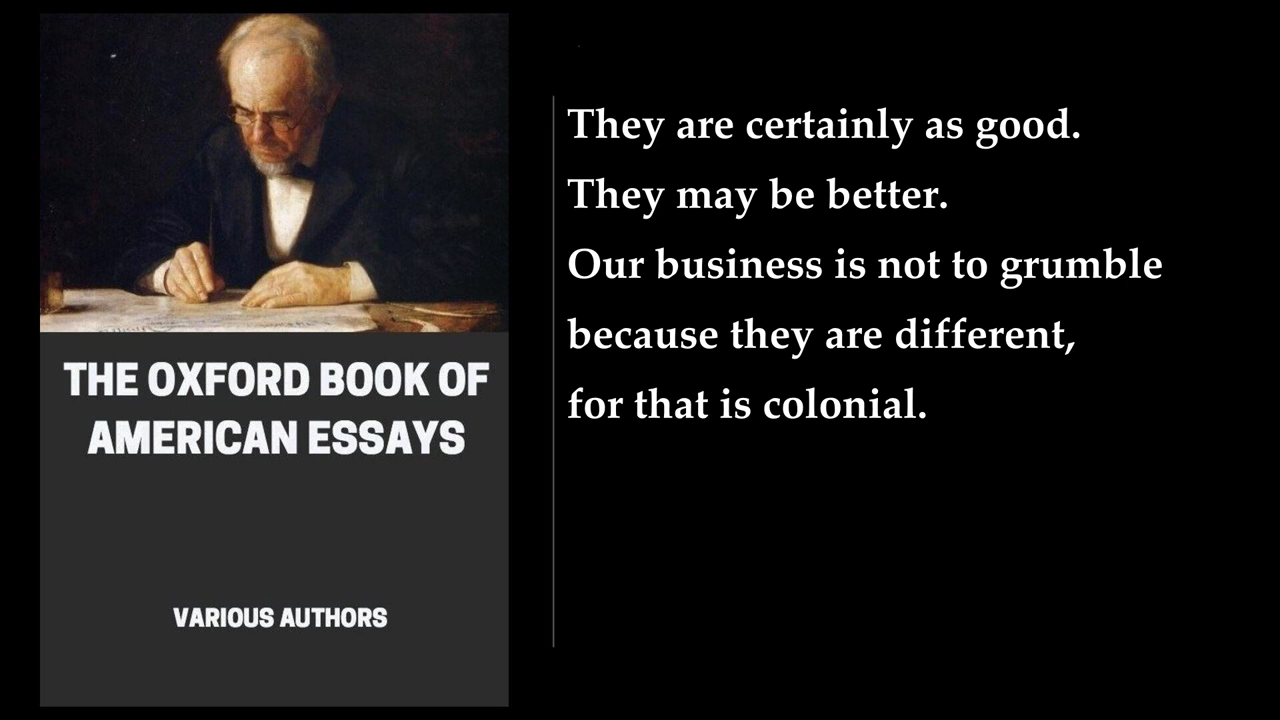 THE OXFORD BOOK OF
AMERICAN ESSAYS
VARIOUS AUTHORS
They are certainly as good.
They may be better.
Our business is not to grumble
because they are different,
for that is colonial.